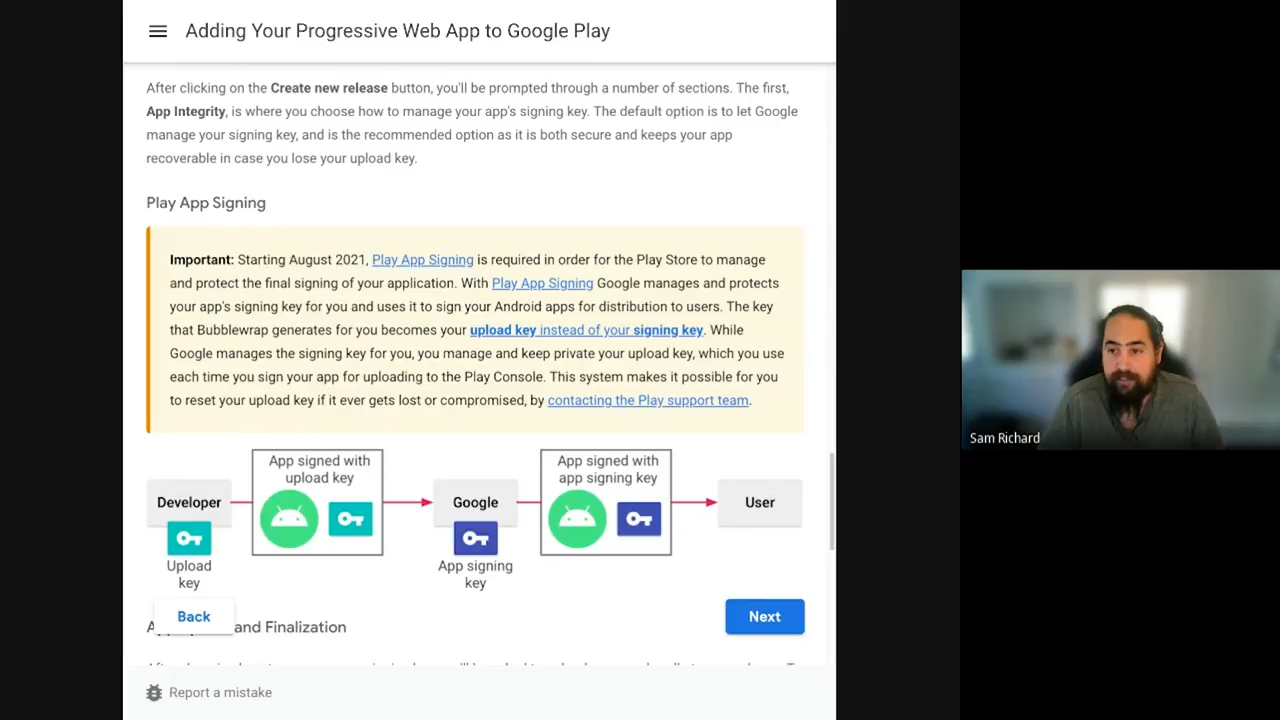 Adding Your Progressive Web App to Google Play
After clicking on the Create new release button, you'll be prompted through a number of sections. The first,
App Integrity, is where you choose how to manage your app's signing key. The default option is to let Google
manage your signing key, and is the recommended option as it is both secure and keeps your app
recoverable in case you lose your upload key.
Play App Signing
Important: Starting August 2021, Play App Signing is required in order for the Play Store to manage
and protect the final signing of your application. With Play App Signing Google manages and protects
your app's signing key for you and uses it to sign your Android apps for distribution to users. The key
that Bubblewrap generates for you becomes your upload key instead of your signing key. While
Google manages the signing key for you, you manage and keep private your upload key, which you use
each time you sign your app for uploading to the Play Console. This system makes it possible for you
to reset your upload key if it ever gets lost or compromised, by contacting the Play support team.
App signed with
upload key
App signed with
app signing key
Developer
Google
User
Upload
key
App signing
key
Back
Next
and Finalization
Report a mistake
Sam Richard